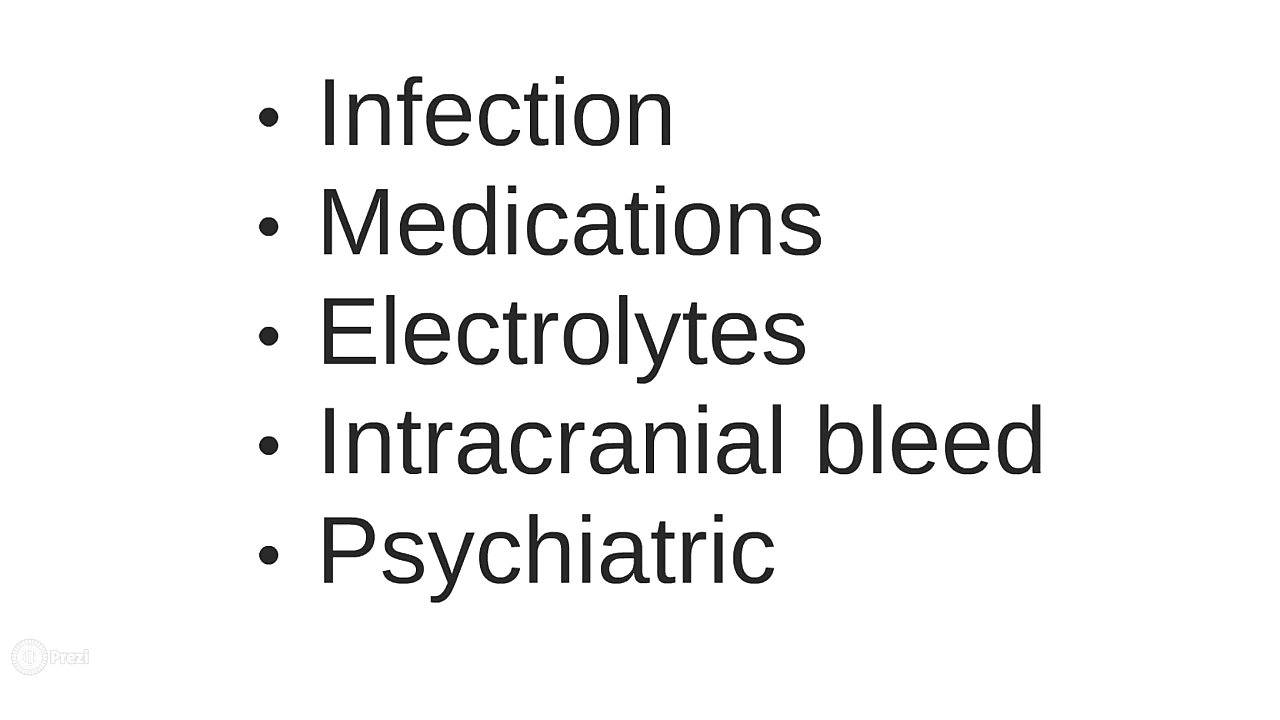 • Infection
• Medications
• Electrolytes
• Intracranial bleed
• Psychiatric
Prezi